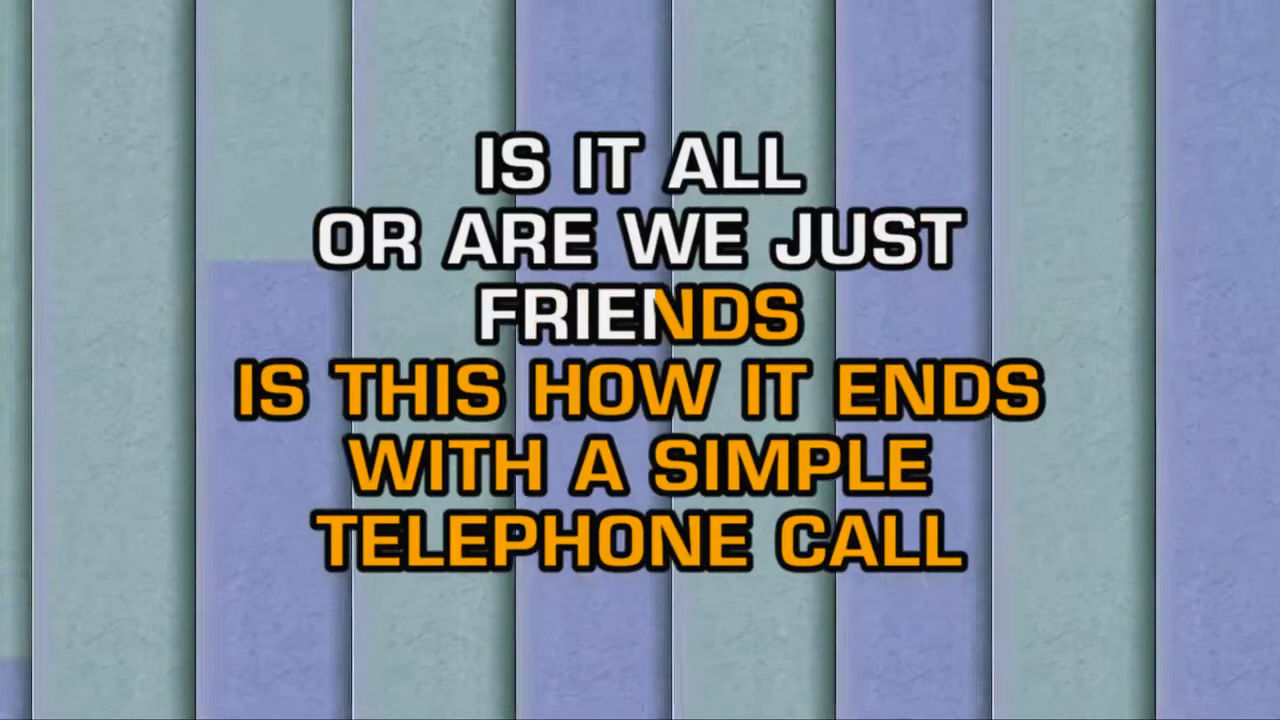 IS IT ALL
OR ARE WE JUST
FRIENDS
IS THIS HOW IT ENDS
WITH A SIMPLE
TELEPHONE CALL